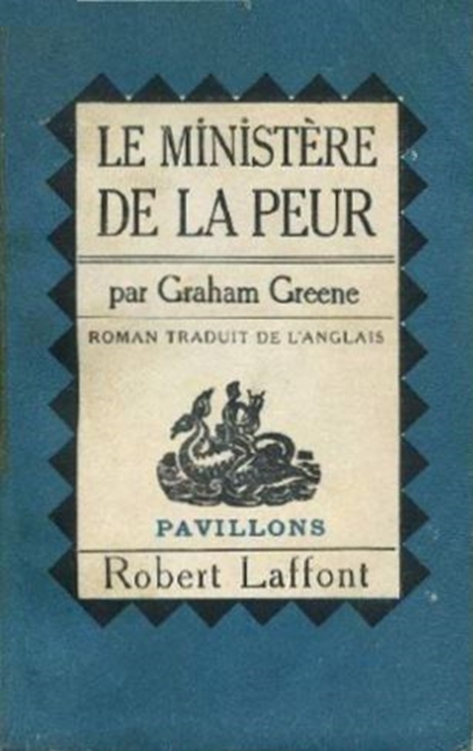 LE MINISTÈRE
DE LA PEUR
par Graham Greene
ROMAN TRADUIT DE L'ANGLAIS
PAVILLONS
Robert Laffont